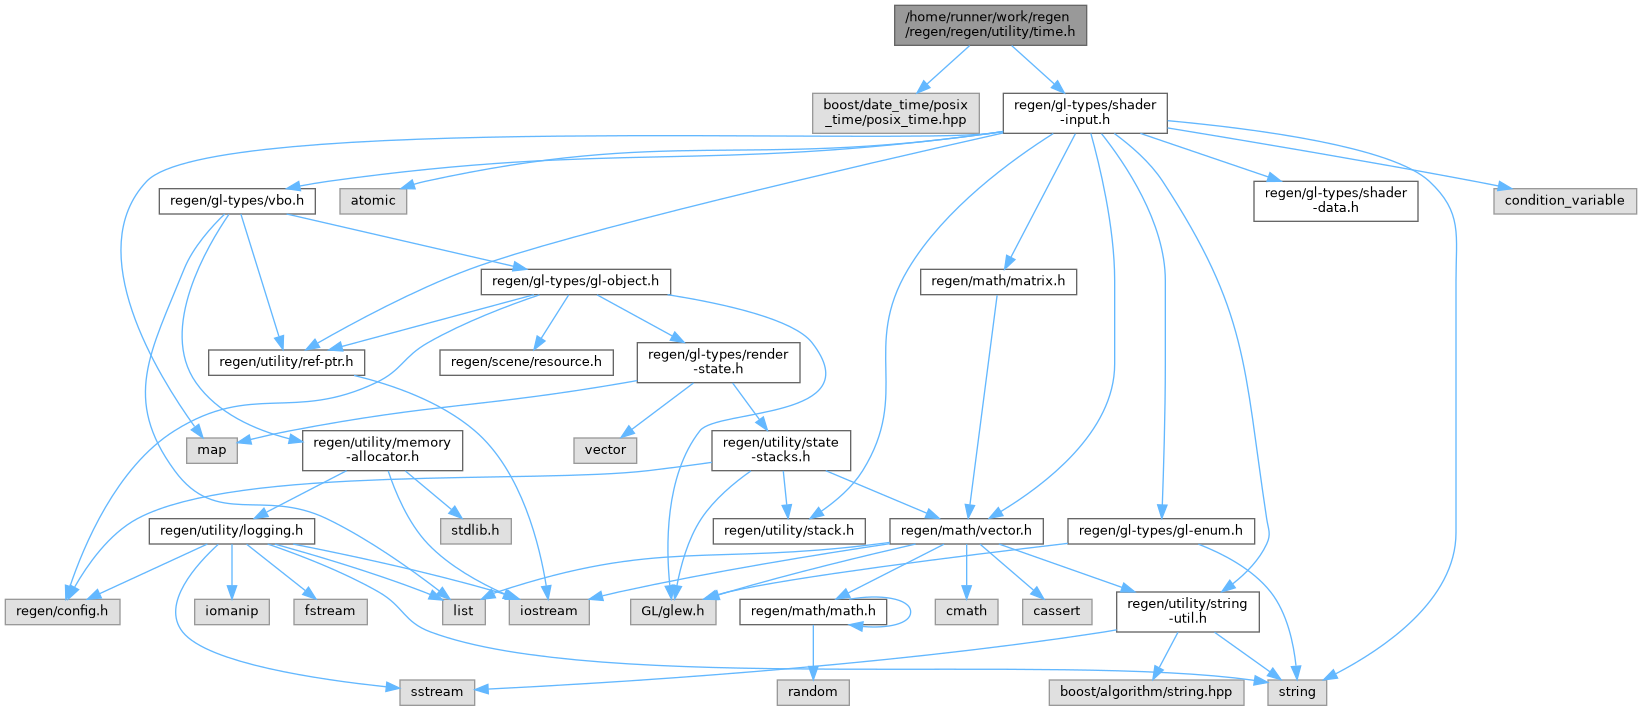 /home/runner/work/regen
/regen/regen/utility/time.h
boost/date_time/posix
_time/posix_time.hpp
regen/gl-types/shader
-input.h
regen/gl-types/vbo.h
atomic
regen/gl-types/shader
-data.h
condition_variable
regen/gl-types/gl-object.h
regen/math/matrix.h
regen/utility/ref-ptr.h
regen/scene/resource.h
regen/gl-types/render
-state.h
map
regen/utility/memory
-allocator.h
vector
regen/utility/state
-stacks.h
regen/utility/logging.h
stdlib.h
regen/utility/stack.h
regen/math/vector.h
regen/gl-types/gl-enum.h
regen/config.h
iomanip
fstream
list
iostream
GL/glew.h
regen/math/math.h
cmath
cassert
regen/utility/string
-util.h
sstream
random
boost/algorithm/string.hpp
string